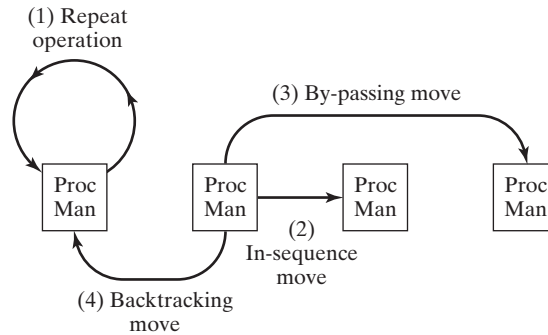 (1) Repeat
operation
(3) By-passing move
Proc
Man
Proc
Man
Proc
Man
Proc
Man
(2)
In-sequence
move
(4) Backtracking
move